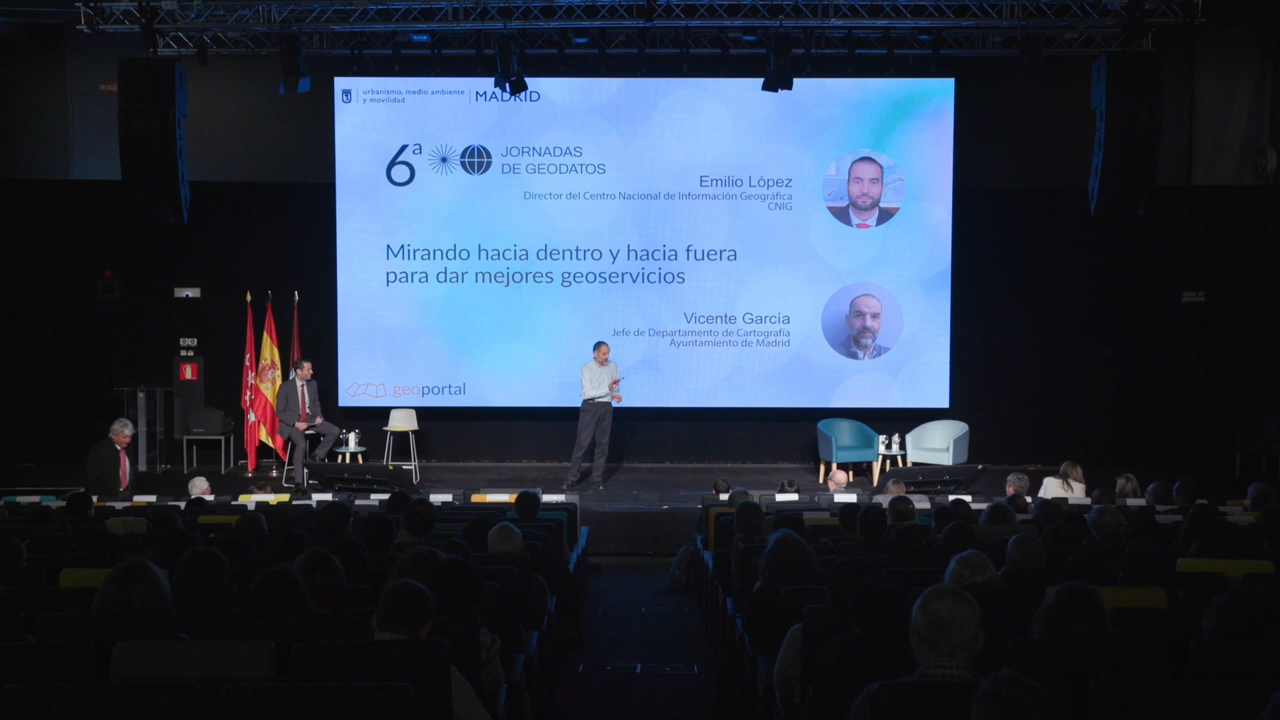 urbanismo, medio ambiente
y movilidad
MADRID
6ª
JORNADAS
DE GEODATOS
Emilio López
Director del Centro Nacional de Información Geográfica
CNIG
Mirando hacia dentro y hacia fuera
para dar mejores geoservicios
Vicente García
Jefe de Departamento de Cartografía
Ayuntamiento de Madrid
geoportal